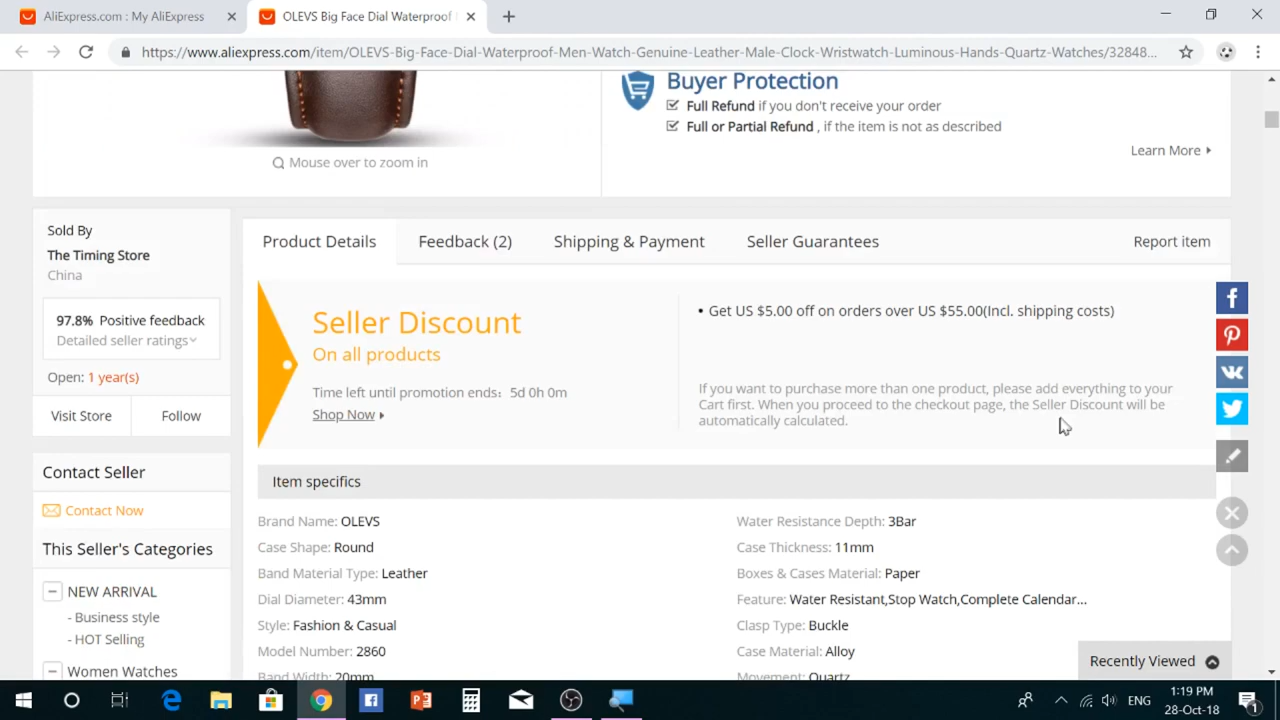 AliExpress.com : My AliExpress
OLEVS Big Face Dial Waterproof
https://www.aliexpress.com/item/OLEVS-Big-Face-Dial-Waterproof-Men-Watch-Genuine-Leather-Male-Clock-Wristwatch-Luminous-Hands-Quartz-Watches/32848...
Buyer Protection
Full Refund if you don't receive your order
Full or Partial Refund , if the item is not as described
Learn More
Mouse over to zoom in
Sold By
The Timing Store
China
97.8% Positive feedback
Detailed seller ratings
Open: 1 year(s)
Visit Store Follow
Contact Seller
Contact Now
This Seller's Categories
NEW ARRIVAL
- Business style
- HOT Selling
Women Watches
Product Details Feedback (2) Shipping & Payment Seller Guarantees Report item
Seller Discount
On all products
Time left until promotion ends: 5d 0h 0m
Shop Now
• Get US $5.00 off on orders over US $55.00(Incl. shipping costs)
If you want to purchase more than one product, please add everything to your
Cart first. When you proceed to the checkout page, the Seller Discount will be
automatically calculated.
Item specifics
Brand Name: OLEVS
Case Shape: Round
Band Material Type: Leather
Dial Diameter: 43mm
Style: Fashion & Casual
Model Number: 2860
Band Width: 20mm
Water Resistance Depth: 3Bar
Case Thickness: 11mm
Boxes & Cases Material: Paper
Feature: Water Resistant,Stop Watch,Complete Calendar...
Clasp Type: Buckle
Case Material: Alloy
Movement: Quartz
Recently Viewed
ENG
1:19 PM
28-Oct-18
1